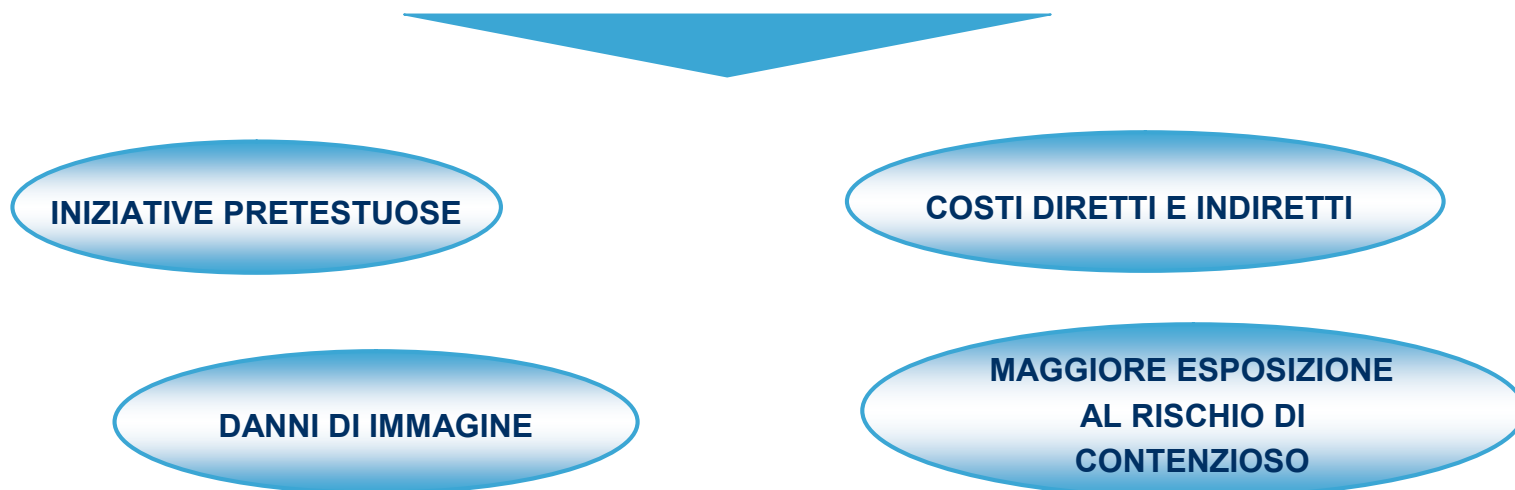 INIZIATIVE PRETESTUOSE
COSTI DIRETTI E INDIRETTI
DANNI DI IMMAGINE
MAGGIORE ESPOSIZIONE
AL RISCHIO DI
CONTENZIOSO